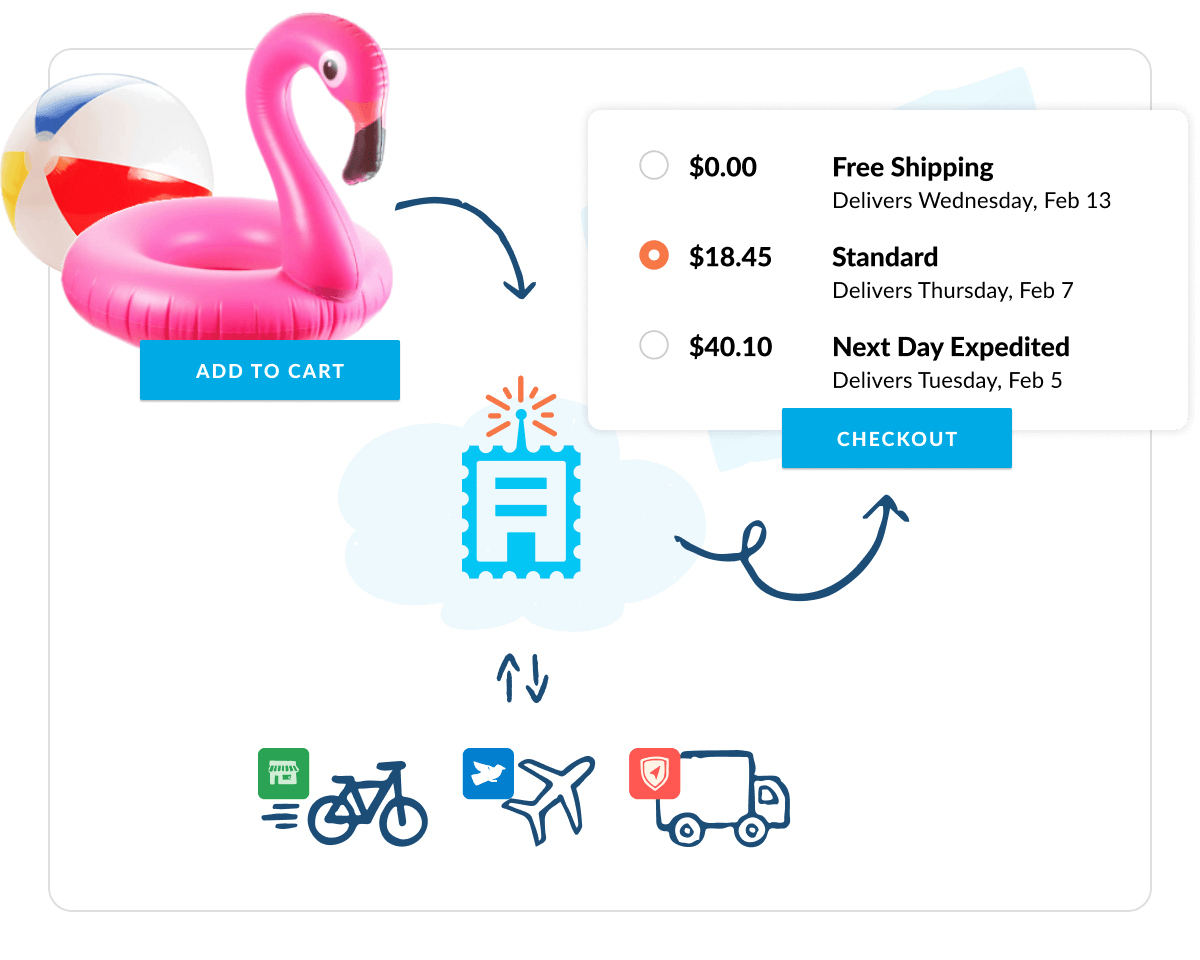 $0.00 Free Shipping
Delivers Wednesday, Feb 13
$18.45 Standard
Delivers Thursday, Feb 7
$40.10 Next Day Expedited
Delivers Tuesday, Feb 5
ADD TO CART
CHECKOUT